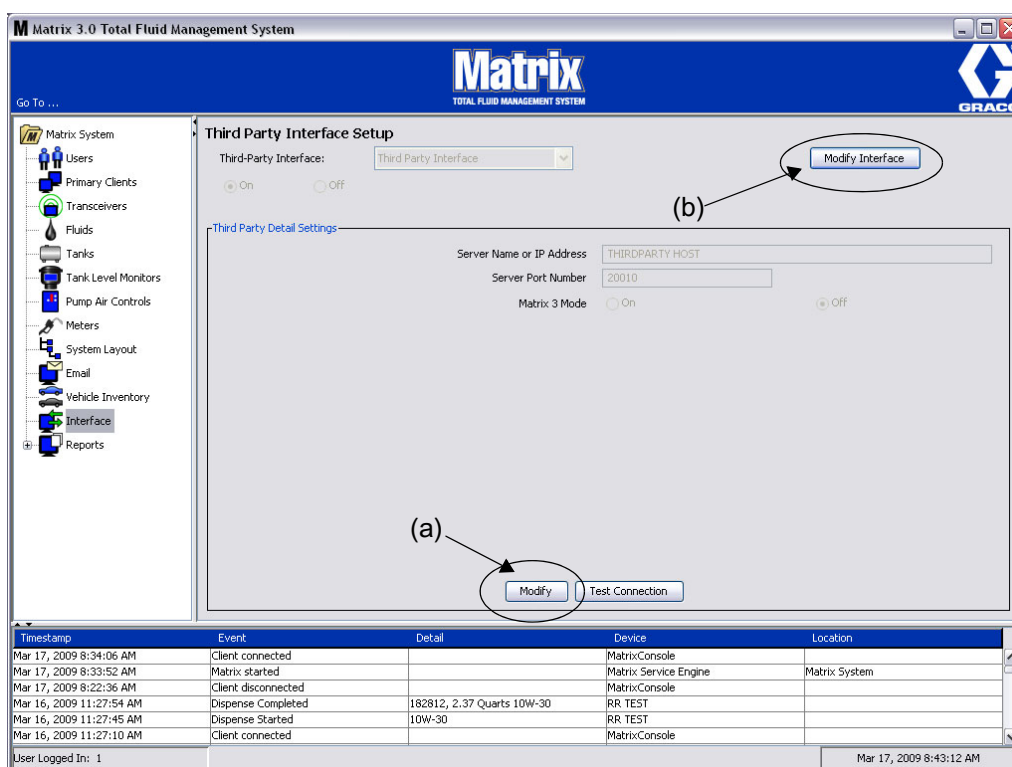 Matrix 3.0 Total Fluid Management System
Matrix
TOTAL FLUID MANAGEMENT SYSTEM
GRACO
Go To ...
Matrix System
Users
Primary Clients
Transceivers
Fluids
Tanks
Tank Level Monitors
Pump Air Controls
Meters
System Layout
Email
Vehicle Inventory
Interface
Reports
Third Party Interface Setup
Third-Party Interface: Third Party Interface
Modify Interface
On Off
(b)
Third Party Detail Settings
Server Name or IP Address THIRDPARTY HOST
Server Port Number 20010
Matrix 3 Mode On Off
(a)
Modify Test Connection
Timestamp Event Detail Device Location
Mar 17, 2009 8:34:06 AM Client connected MatrixConsole
Mar 17, 2009 8:33:52 AM Matrix started Matrix Service Engine Matrix System
Mar 17, 2009 8:22:36 AM Client disconnected MatrixConsole
Mar 16, 2009 11:27:54 AM Dispense Completed 182812, 2.37 Quarts 10W-30 RR TEST
Mar 16, 2009 11:27:45 AM Dispense Started 10W-30 RR TEST
Mar 16, 2009 11:27:10 AM Client connected MatrixConsole
User Logged In: 1 Mar 17, 2009 8:43:12 AM